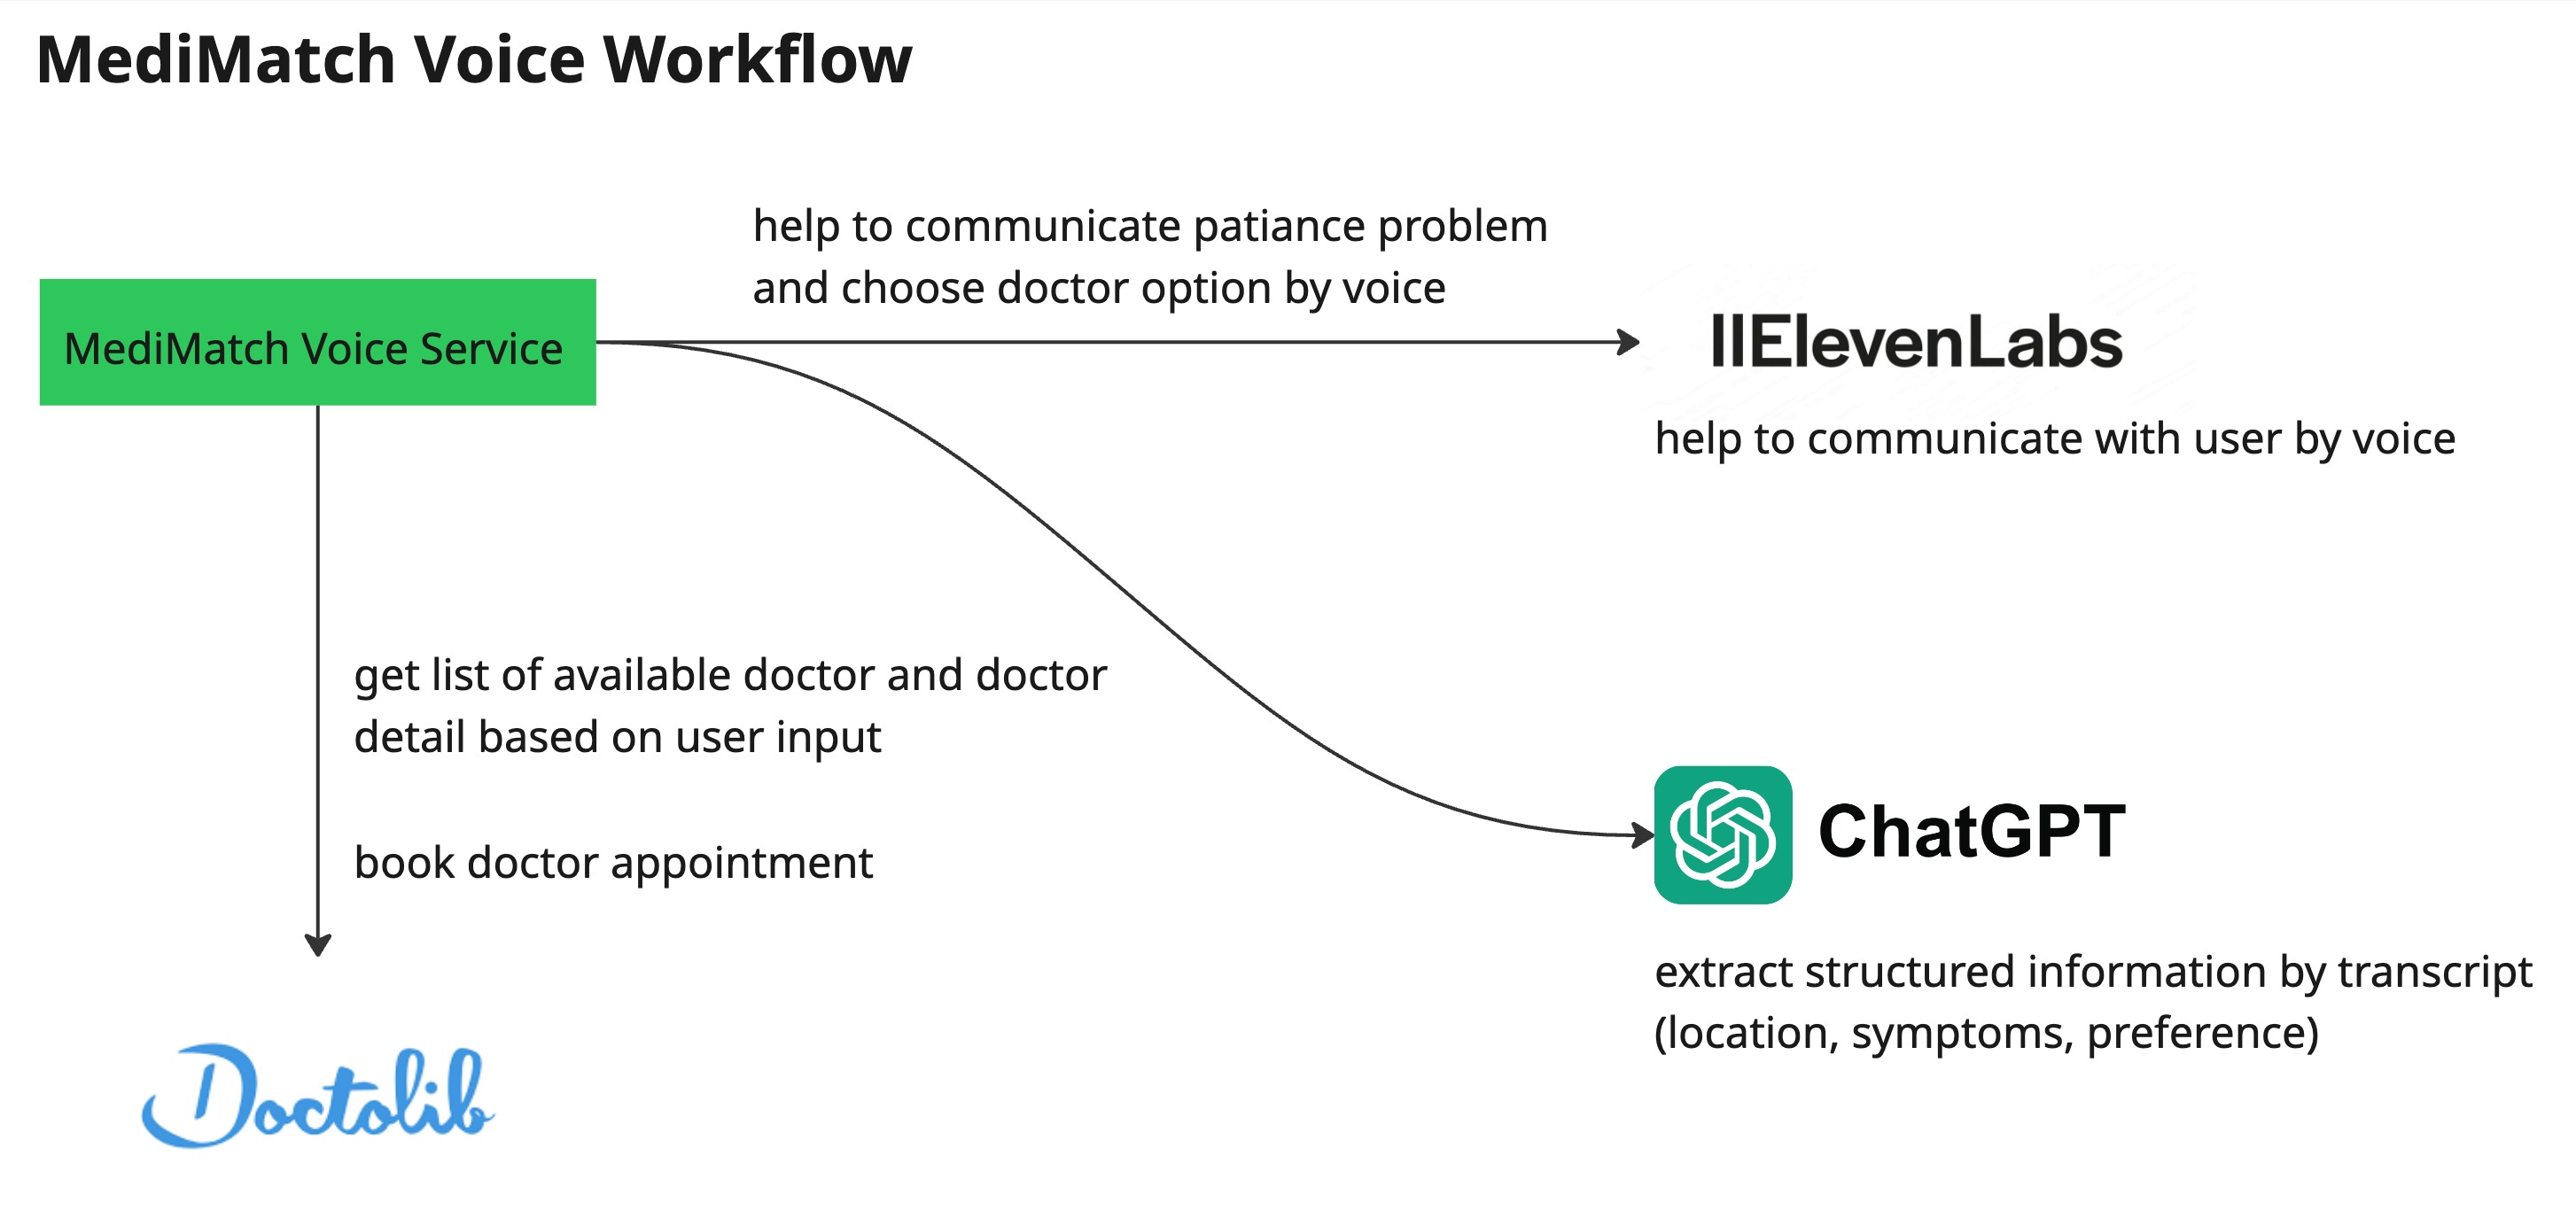 MediMatch Voice Workflow
help to communicate patiance problem
and choose doctor option by voice
MediMatch Voice Service
IIElevenLabs
help to communicate with user by voice
get list of available doctor and doctor
detail based on user input
book doctor appointment
ChatGPT
extract structured information by transcript
(location, symptoms, preference)
Doctolib